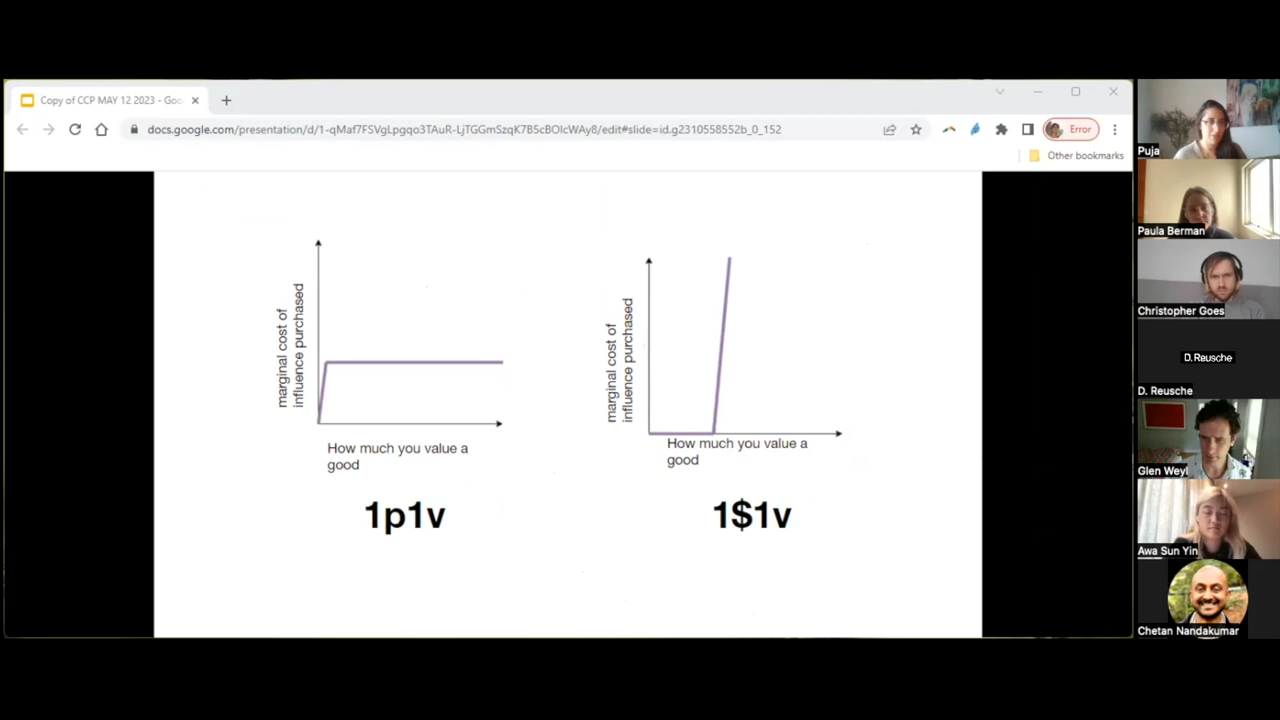 Copy of CCP MAY 12 2023 - Goo
docs.google.com/presentation/d/1-qMaf7FSVgLpgqo3TAuR-LjTGGmSzqK7B5cBOlcWAy8/edit#slide=id.g2310558552b_0_152
Error
Other bookmarks
marginal cost of
influence purchased
How much you value a
good
1p1v
marginal cost of
influence purchased
How much you value a
good
1$1v
Puja
Paula Berman
Christopher Goes
D. Reusche
D. Reusche
Glen Weyl
Awa Sun Yin
Chetan Nandakumar